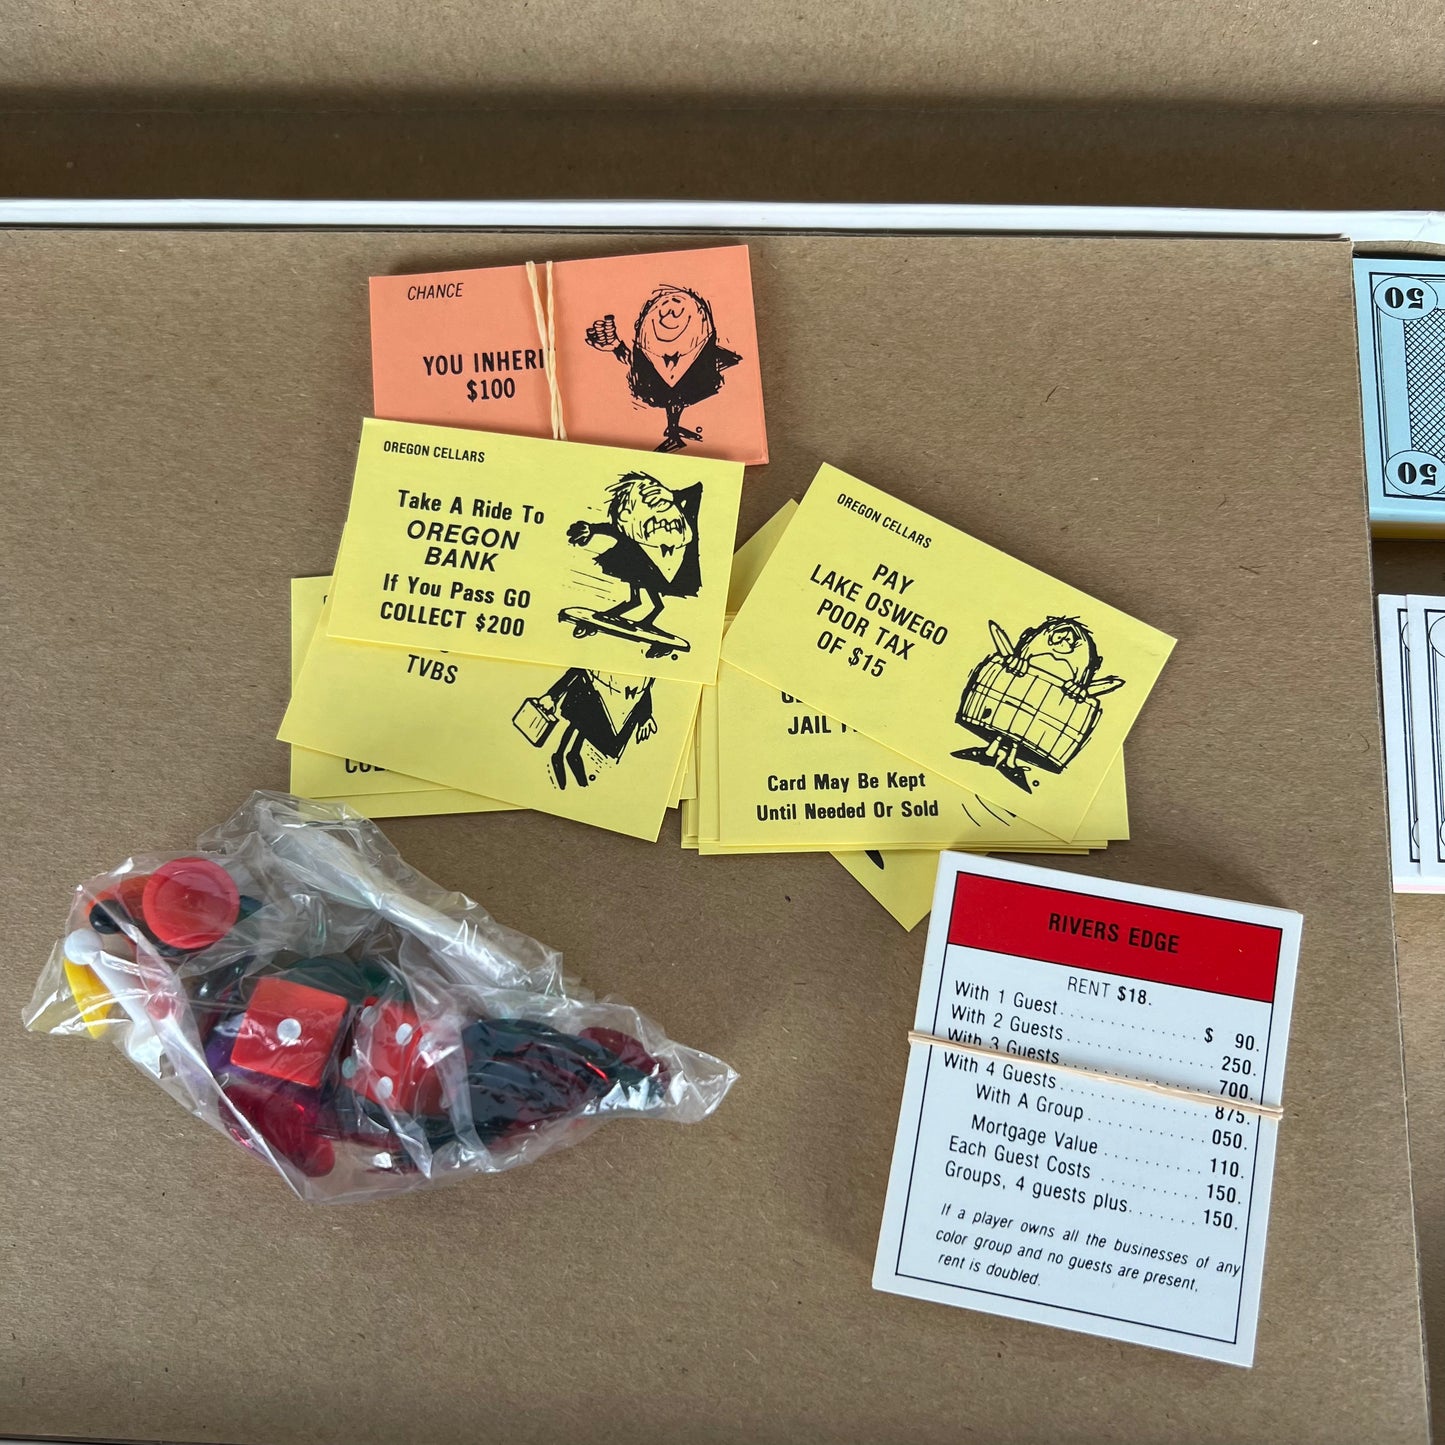 CHANCE
YOU INHERI
$100
OREGON CELLARS
Take A Ride To
OREGON
BANK
If You Pass GO
COLLECT $200
TVBS
OREGON CELLARS
PAY
LAKE OSWEGO
POOR TAX
OF $15
JAIL
Card May Be Kept
Until Needed Or Sold
RIVERS EDGE
RENT $18.
With 1 Guest . . . . . . . . . . . . $ 90.
With 2 Guests . . . . . . . . . . . . 250.
With 3 Guests . . . . . . . . . . . . 700.
With 4 Guests . . . . . . . . . . . . 875.
With A Group . . . . . . . . . . . . 050.
Mortgage Value . . . . . . . . . . . . 110.
Each Guest Costs . . . . . . . . . . . . 150.
Groups, 4 guests plus . . . . . . . 150.
If a player owns all the businesses of any
color group and no guests are present,
rent is doubled.
50
50